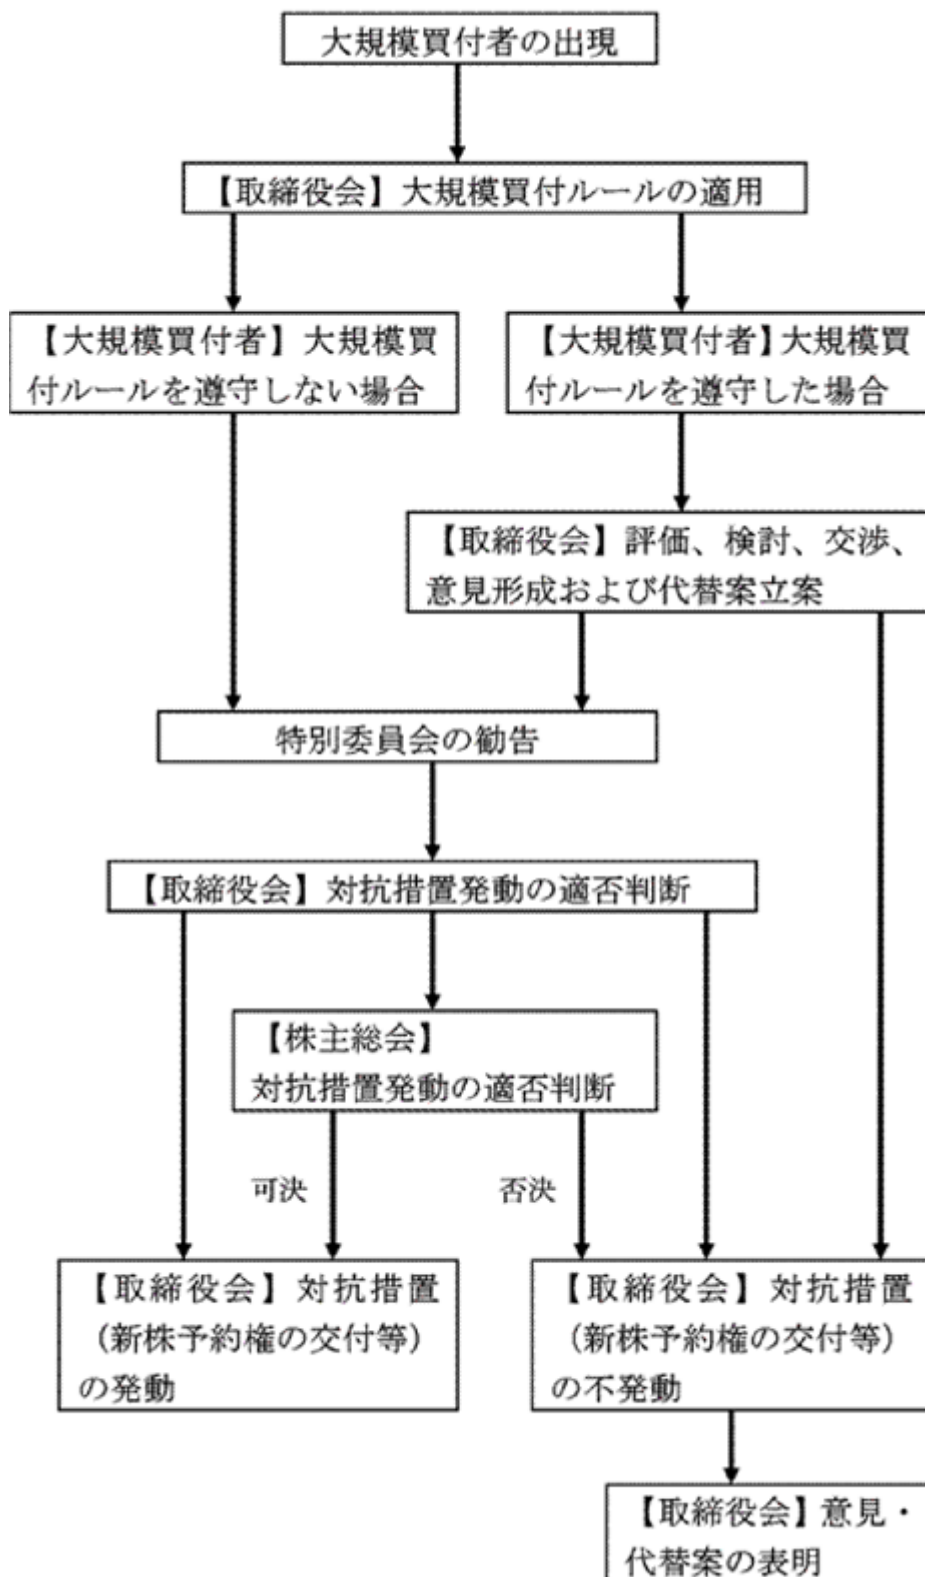 大規模買付者の出現
【取締役会】大規模買付ルールの適用
【大規模買付者】大規模買
付ルールを遵守しない場合
【大規模買付者】大規模買
付ルールを遵守した場合
【取締役会】評価、検討、交渉、
意見形成および代替案立案
特別委員会の勧告
【取締役会】対抗措置発動の適否判断
【株主総会】
対抗措置発動の適否判断
可決
否決
【取締役会】対抗措置
（新株予約権の交付等）
の発動
【取締役会】対抗措置
（新株予約権の交付等）
の不発動
【取締役会】意見・
代替案の表明